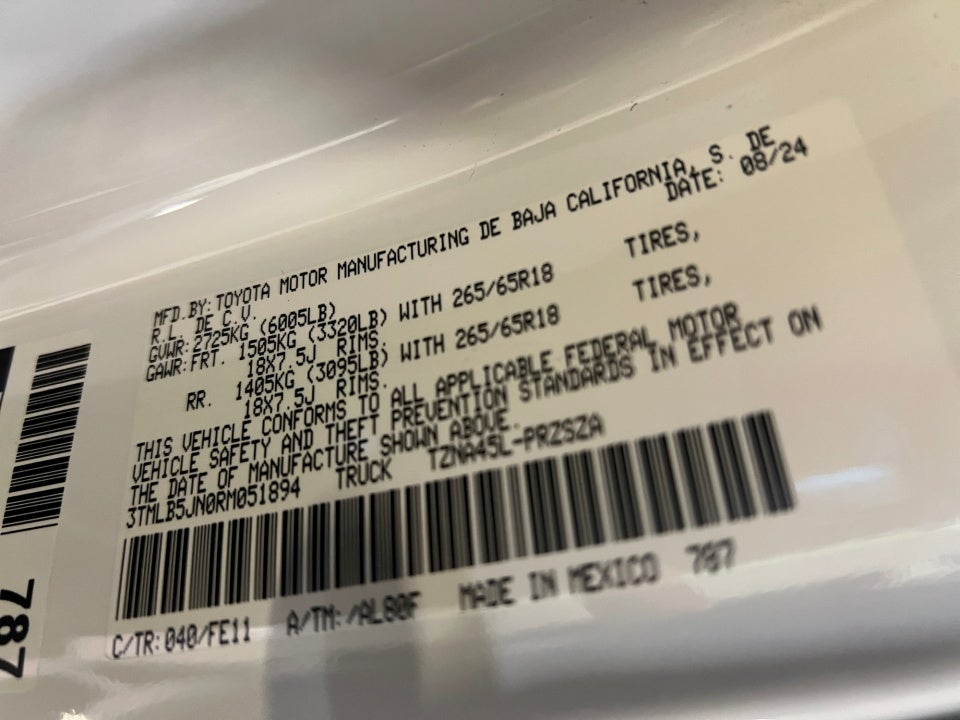 MFD.BY:TOYOTA MOTOR MANUFACTURING DE BAJA CALIFORNIA, S. DE
R.L. DE C.V. DATE: 08/24
GVWR:2725KG (6005LB)
GAWR:FRT. 1505KG (3320LB) WITH 265/65R18 TIRES,
18X7.5J RIMS.
RR. 1405KG (3095LB) WITH 265/65R18 TIRES,
18X7.5J RIMS.
THIS VEHICLE CONFORMS TO ALL APPLICABLE FEDERAL MOTOR
VEHICLE SAFETY AND THEFT PREVENTION STANDARDS IN EFFECT ON
THE DATE OF MANUFACTURE SHOWN ABOVE.
3TMLB5JN0RM051894 TRUCK TZNA45L-PRZSZA
C/TR:040/FE11 A/TM:/AL80F MADE IN MEXICO 787
787